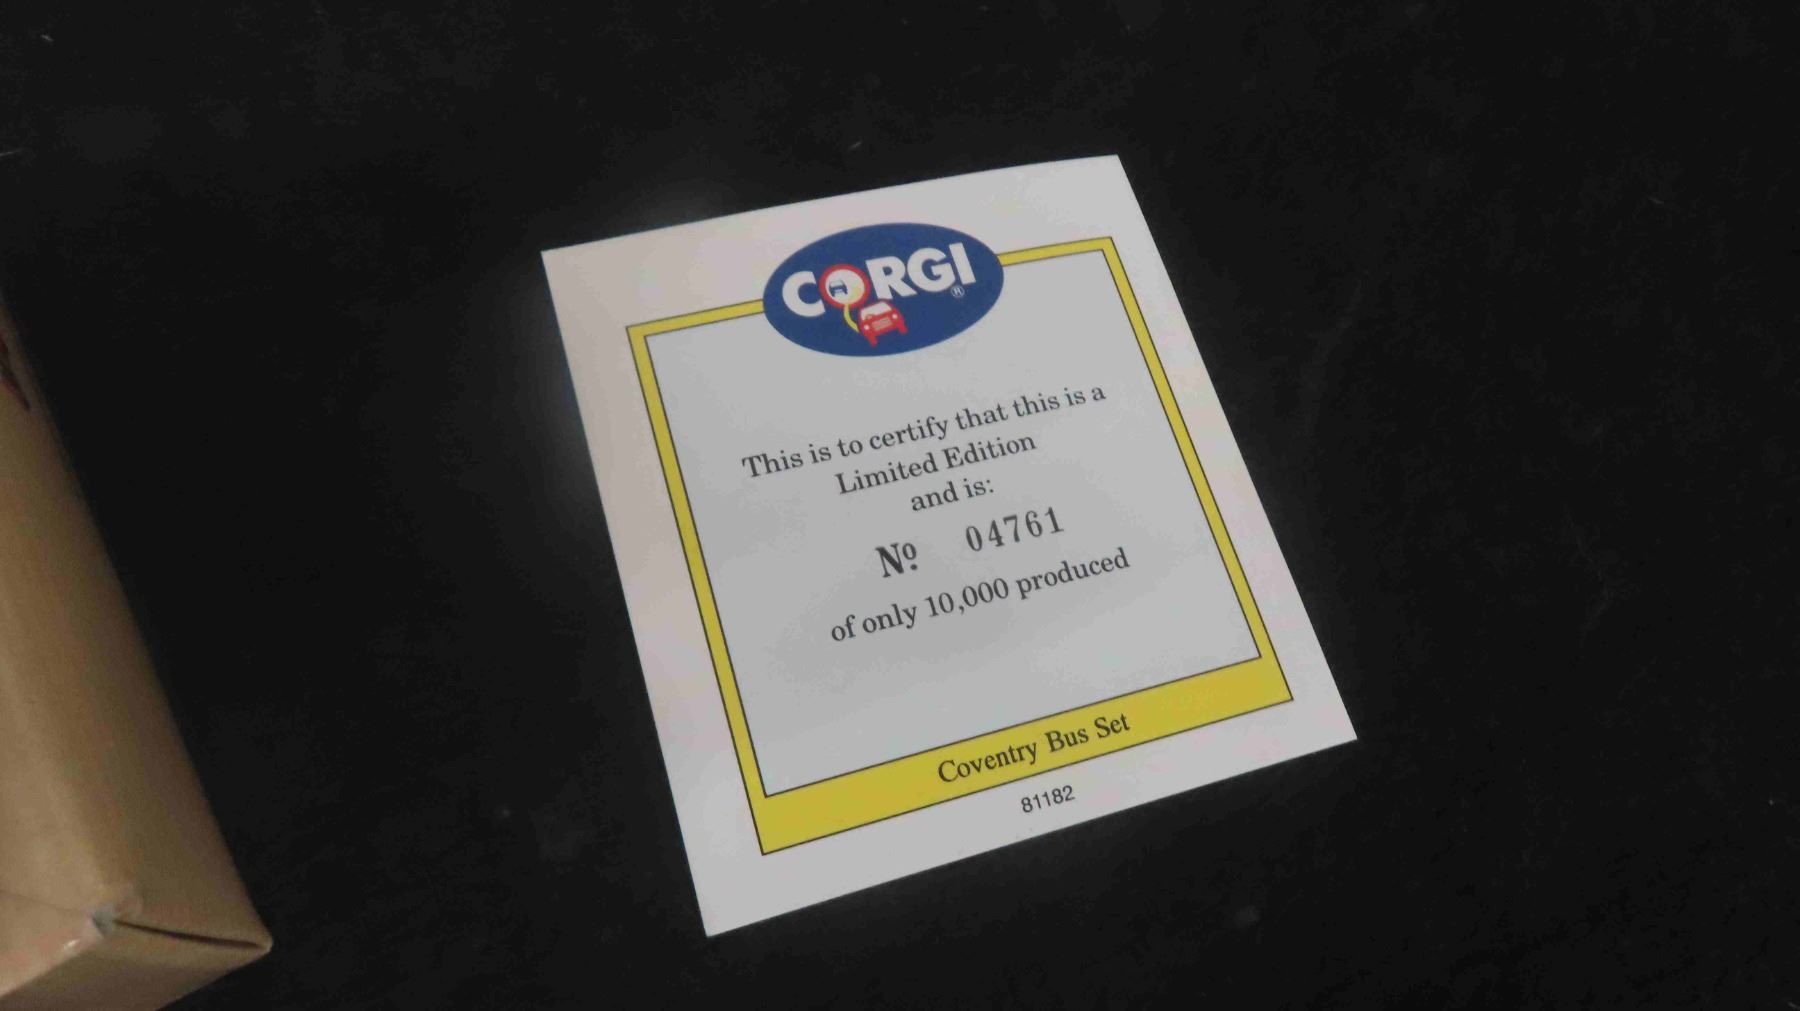 CORGI®
This is to certify that this is a
Limited Edition
and is:
Nº 04761
of only 10,000 produced
Coventry Bus Set
81182